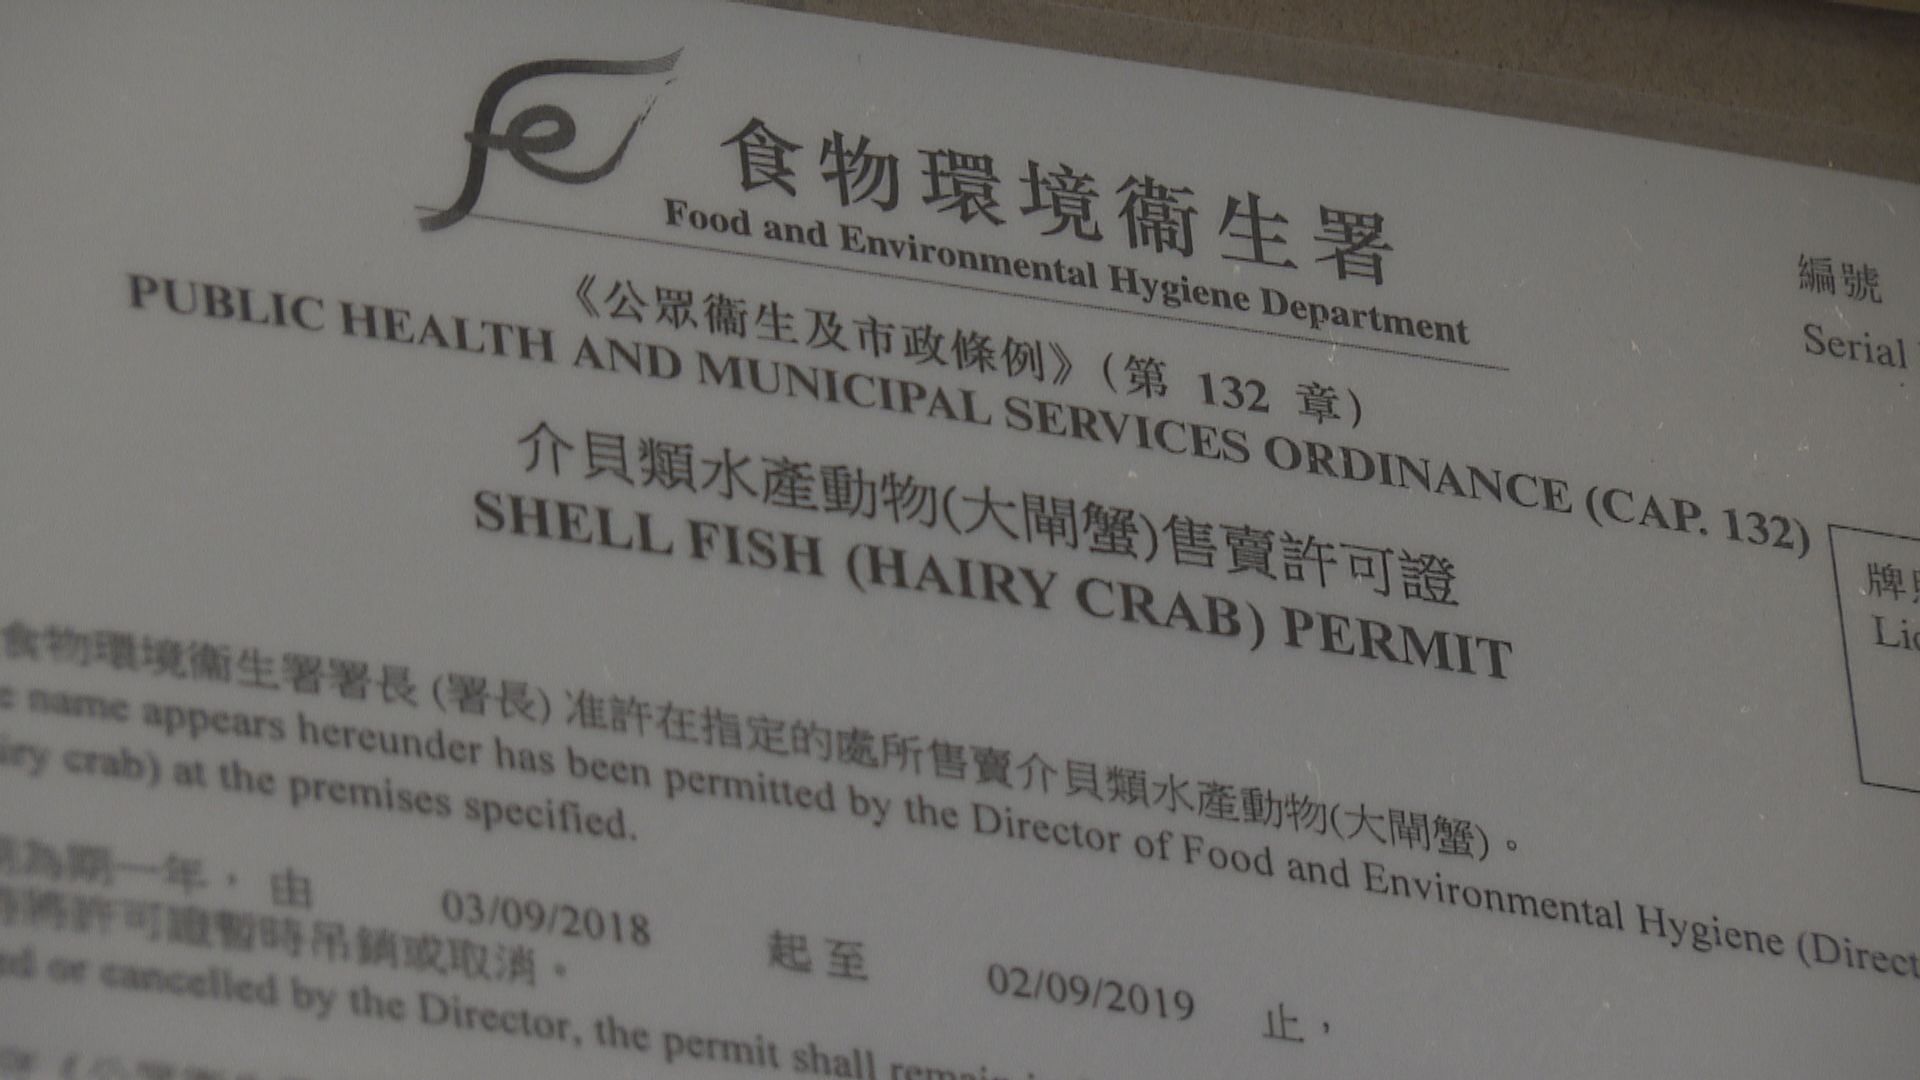 食物環境衞生署
Food and Environmental Hygiene Department
編號
Serial
《公眾衞生及市政條例》(第 132 章)
PUBLIC HEALTH AND MUNICIPAL SERVICES ORDINANCE (CAP. 132)
介貝類水產動物(大閘蟹)售賣許可證
SHELL FISH (HAIRY CRAB) PERMIT
牌
食物環境衞生署署長 (署長) 准許在指定的處所售賣介貝類水產動物(大閘蟹)。
name appears hereunder has been permitted by the Director of Food and Environmental Hygiene (Direct
crab) at the premises specified.
為期一年，由 03/09/2018 起至 02/09/2019 止，
將許可證暫時吊銷或取消。
or cancelled by the Director, the permit shall remain